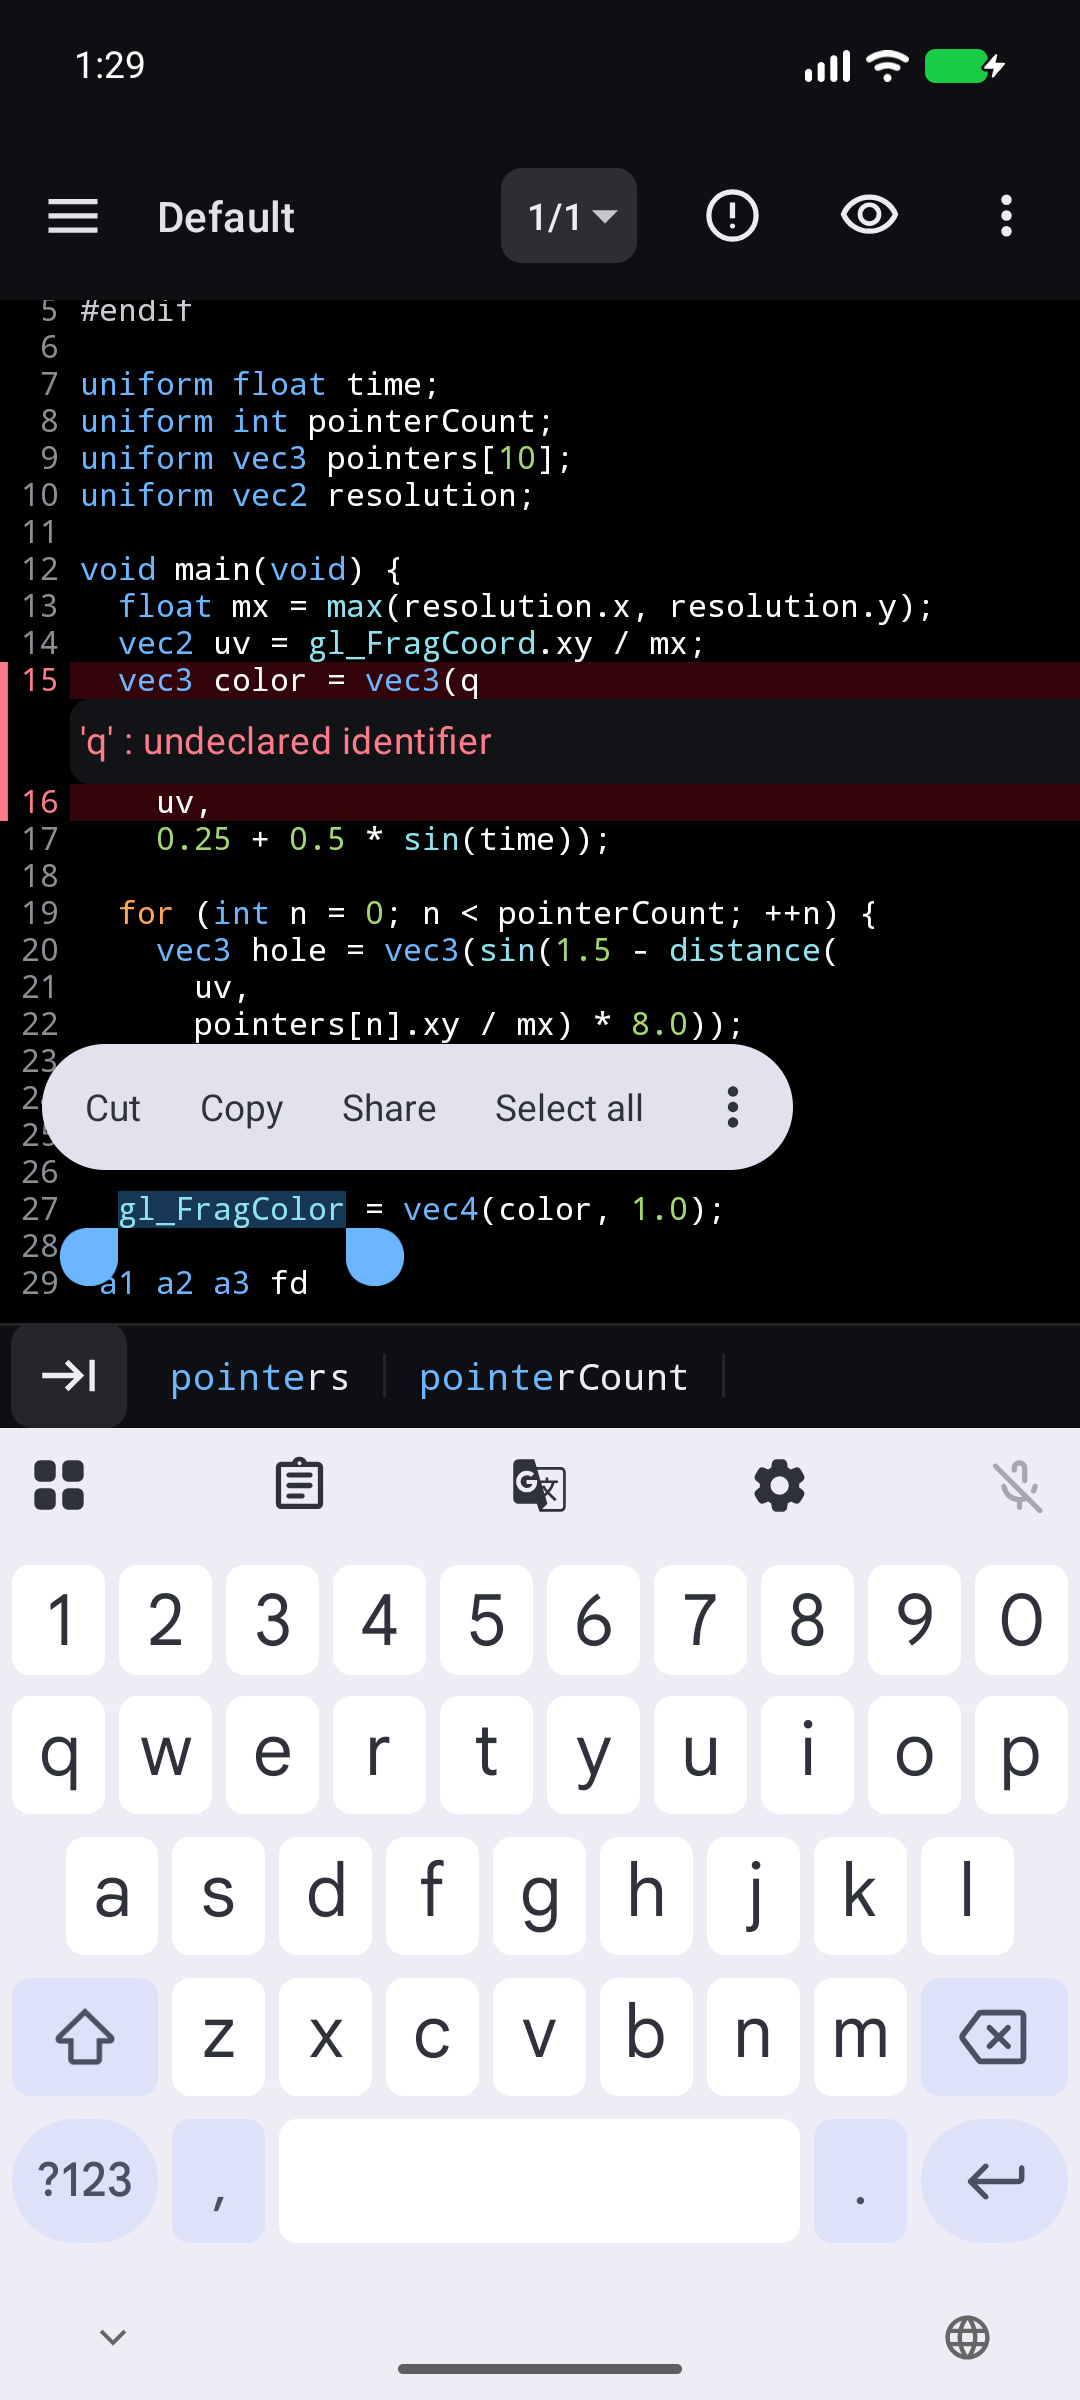 1:29
Default 1/1
5 #endif
6
7 uniform float time;
8 uniform int pointerCount;
9 uniform vec3 pointers[10];
10 uniform vec2 resolution;
11
12 void main(void) {
13 float mx = max(resolution.x, resolution.y);
14 vec2 uv = gl_FragCoord.xy / mx;
15 vec3 color = vec3(q
'q' : undeclared identifier
16 uv,
17 0.25 + 0.5 * sin(time));
18
19 for (int n = 0; n < pointerCount; ++n) {
20 vec3 hole = vec3(sin(1.5 - distance(
21 uv,
22 pointers[n].xy / mx) * 8.0));
23
Cut Copy Share Select all
26
27 gl_FragColor = vec4(color, 1.0);
28
29 a1 a2 a3 fd
pointers pointerCount
1 2 3 4 5 6 7 8 9 0
q w e r t y u i o p
a s d f g h j k l
z x c v b n m
?123 , .